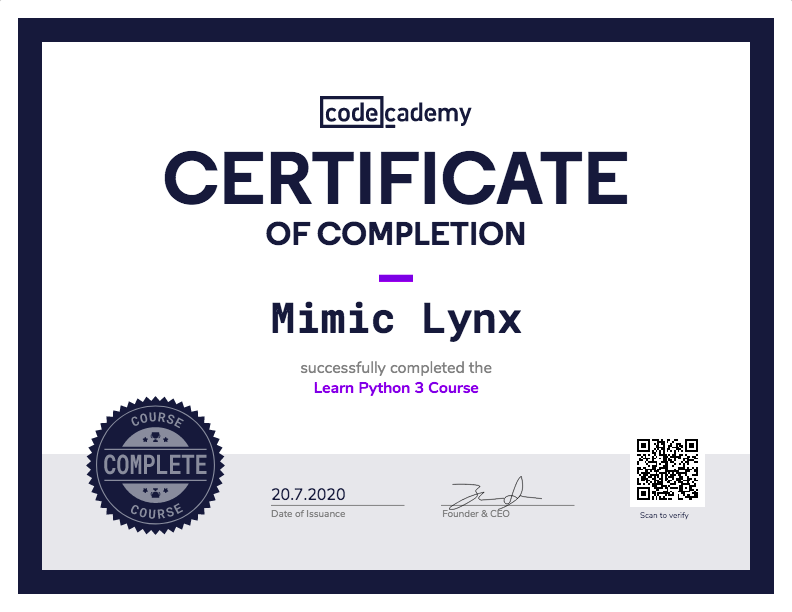 codecademy
CERTIFICATE
OF COMPLETION
Mimic Lynx
successfully completed the
Learn Python 3 Course
COURSE
COMPLETE
COURSE
20.7.2020
Date of Issuance
Founder & CEO
Scan to verify